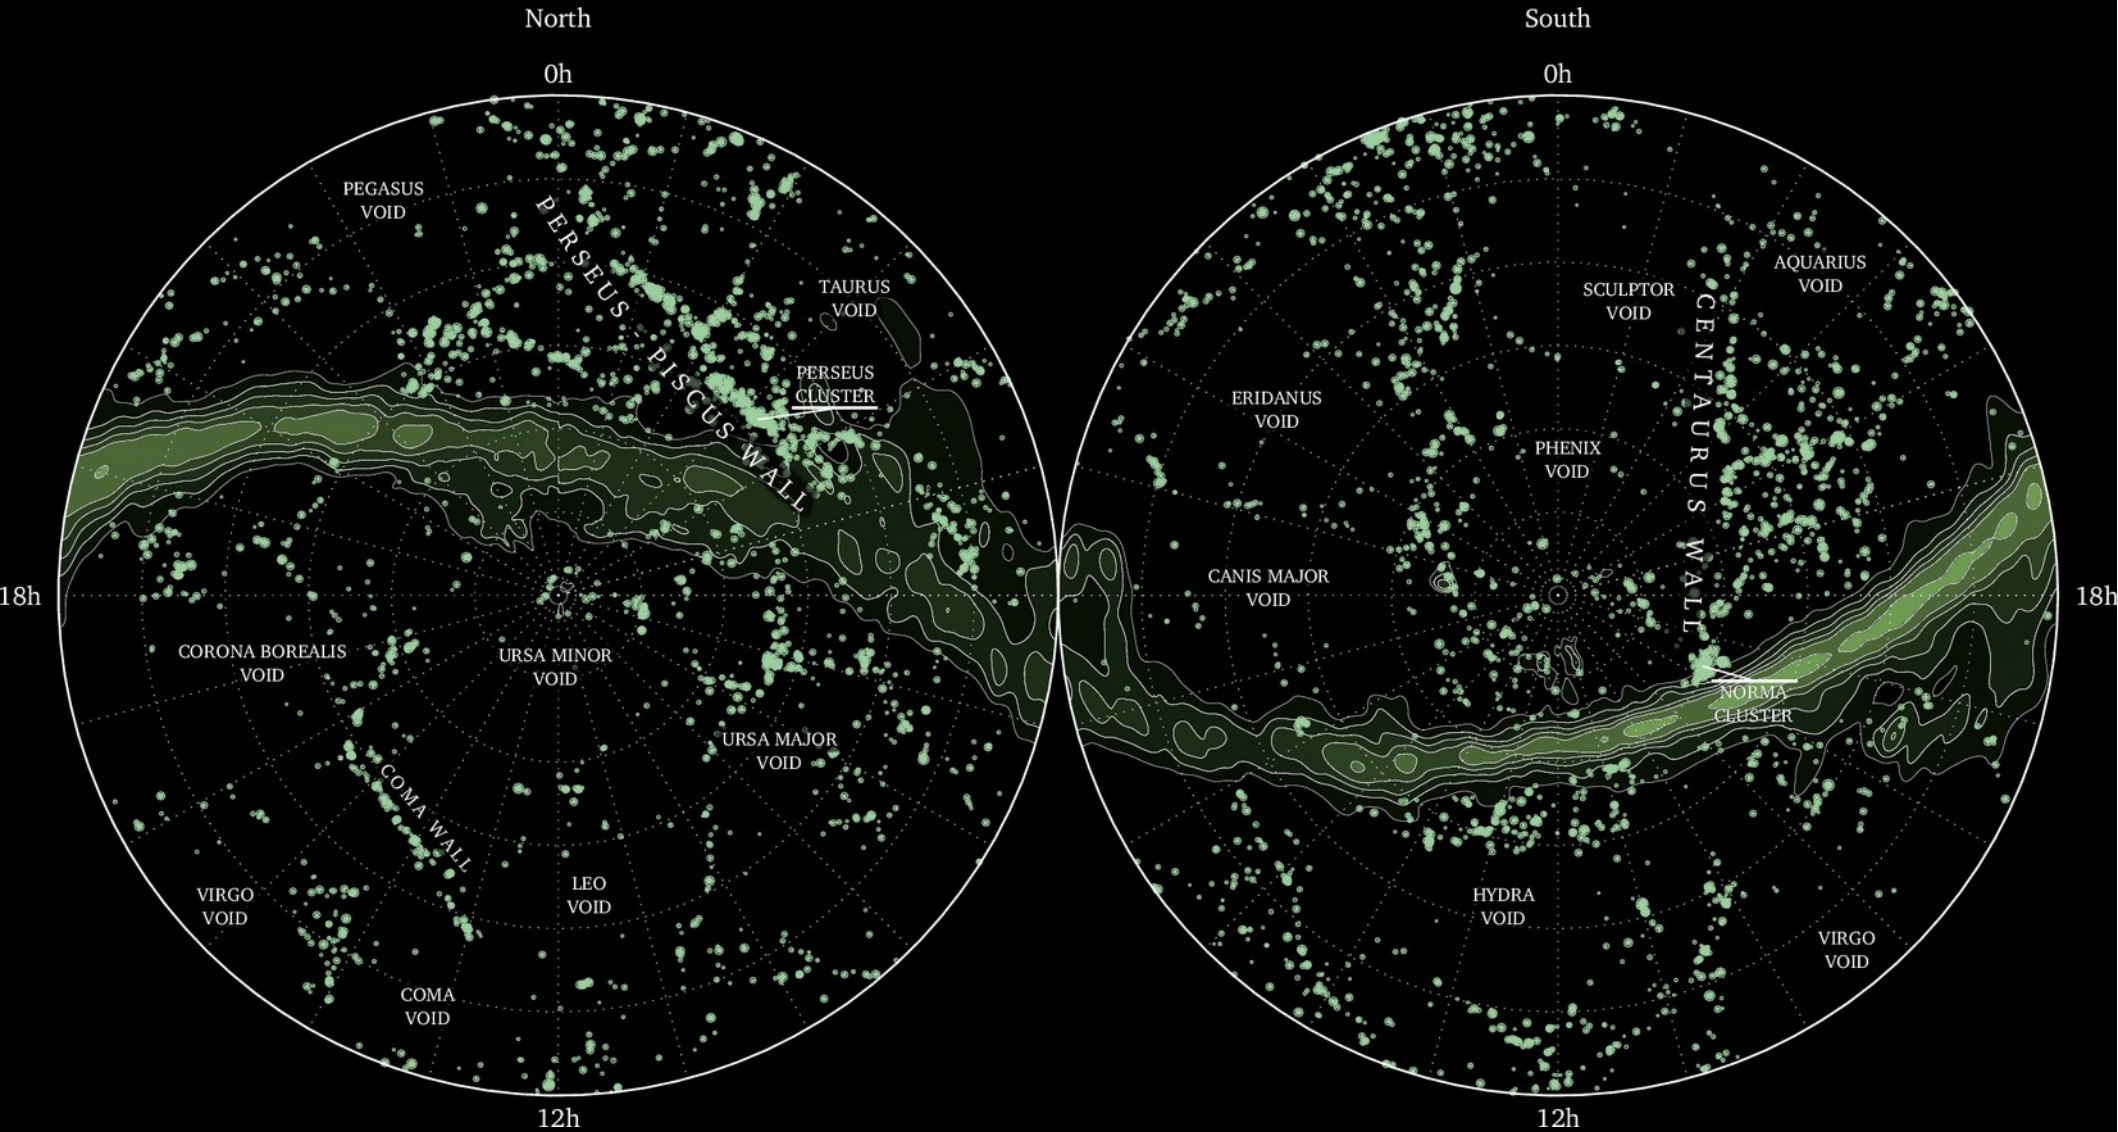 North
South
0h
0h
PEGASUS
VOID
PERSEUS - PISCUS WALL
TAURUS
VOID
PERSEUS
CLUSTER
18h
CORONA BOREALIS
VOID
URSA MINOR
VOID
URSA MAJOR
VOID
COMA WALL
VIRGO
VOID
LEO
VOID
COMA
VOID
12h
SCULPTOR
VOID
AQUARIUS
VOID
CENTAURUS WALL
ERIDANUS
VOID
PHENIX
VOID
CANIS MAJOR
VOID
18h
NORMA
CLUSTER
HYDRA
VOID
VIRGO
VOID
12h